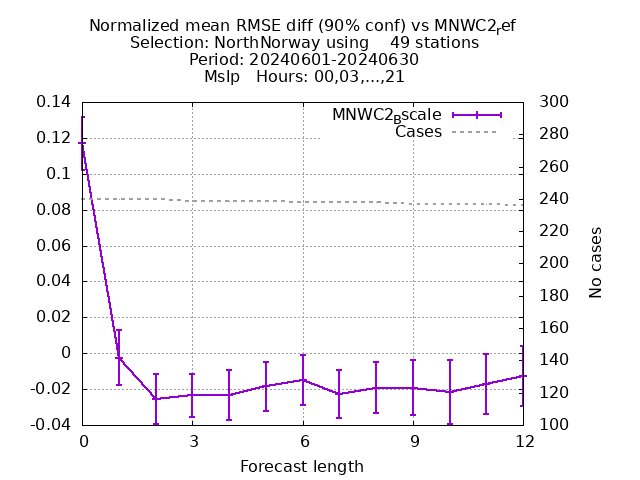 Normalized mean RMSE diff (90% conf) vs MNWC2_ref
Selection: NorthNorway using    49 stations
Period: 20240601-20240630
Mslp   Hours: 00,03,...,21
MNWC2_Bscale
Cases
0.14
0.12
0.1
0.08
0.06
0.04
0.02
0
-0.02
-0.04
300
280
260
240
220
200
180
160
140
120
100
No cases
0 3 6 9 12
Forecast length